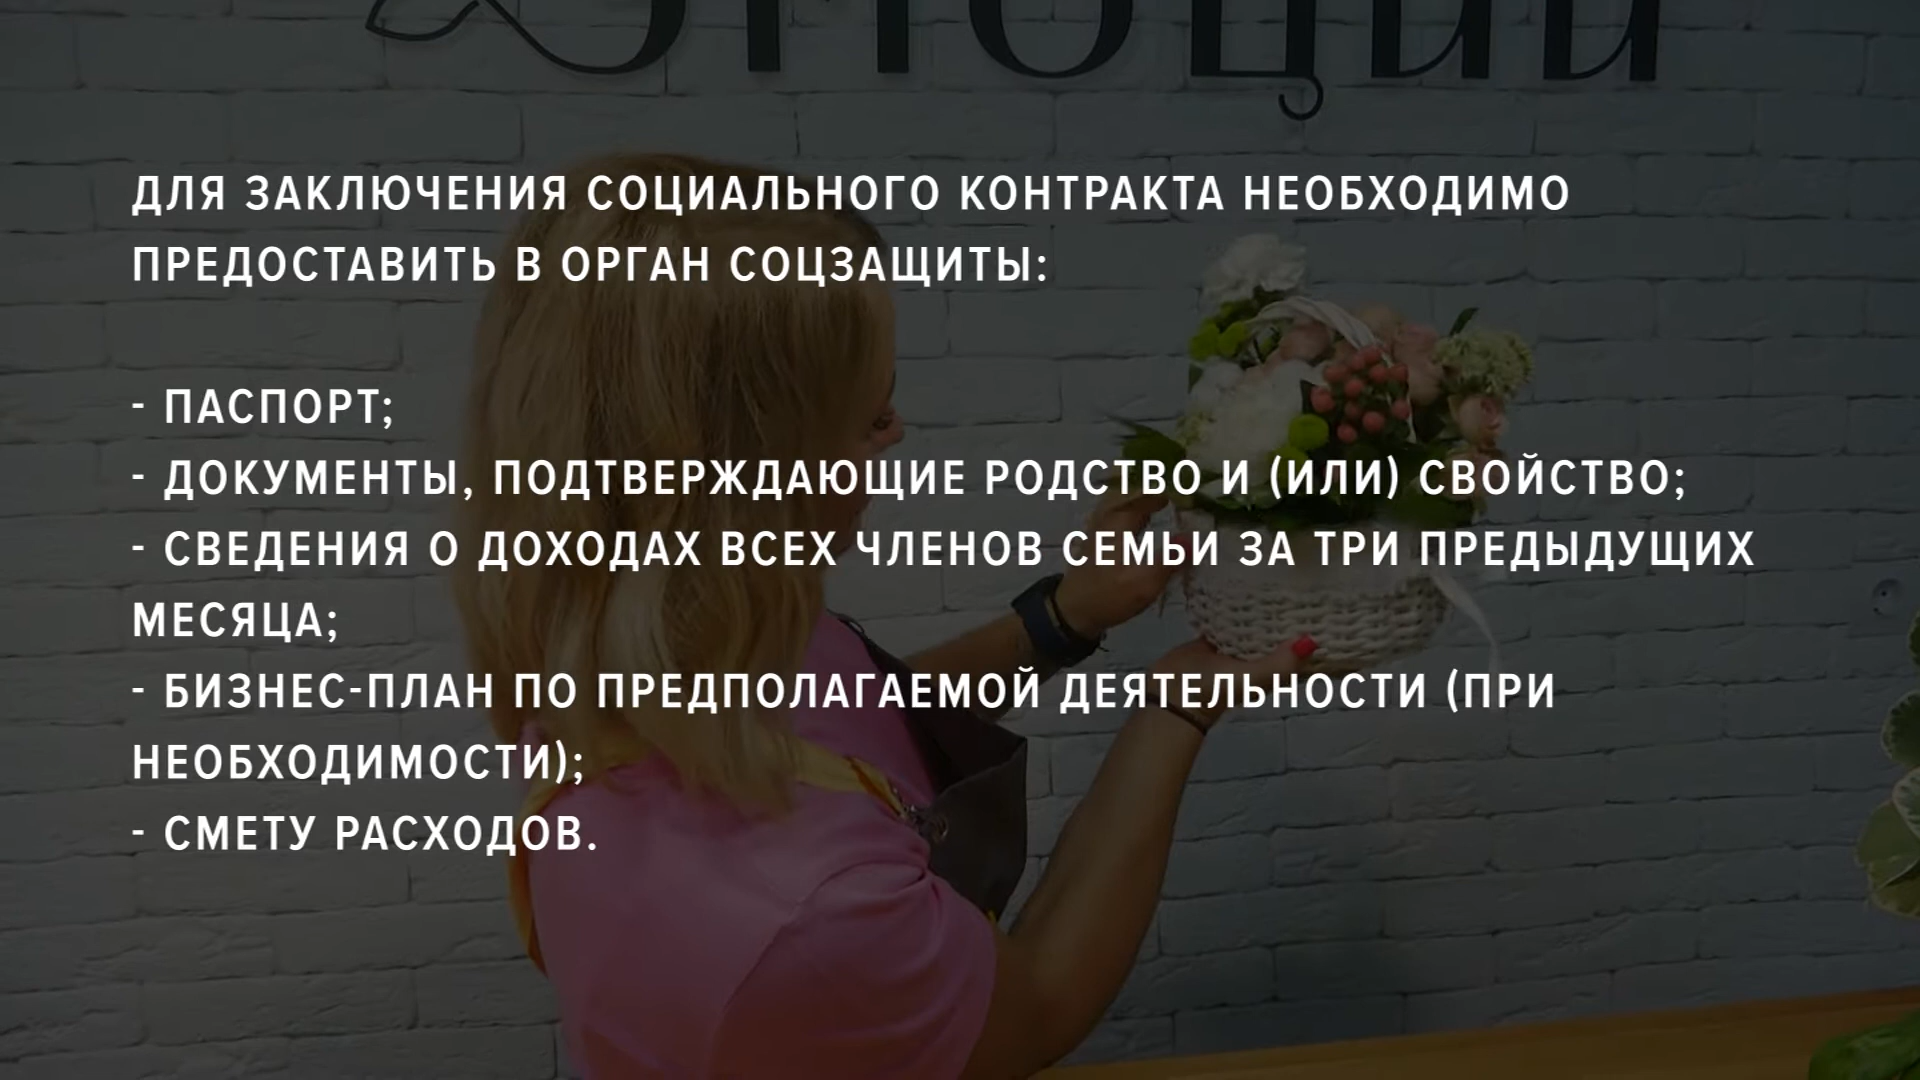 ДЛЯ ЗАКЛЮЧЕНИЯ СОЦИАЛЬНОГО КОНТРАКТА НЕОБХОДИМО
ПРЕДОСТАВИТЬ В ОРГАН СОЦЗАЩИТЫ:
- ПАСПОРТ;
- ДОКУМЕНТЫ, ПОДТВЕРЖДАЮЩИЕ РОДСТВО И (ИЛИ) СВОЙСТВО;
- СВЕДЕНИЯ О ДОХОДАХ ВСЕХ ЧЛЕНОВ СЕМЬИ ЗА ТРИ ПРЕДЫДУЩИХ
МЕСЯЦА;
- БИЗНЕС-ПЛАН ПО ПРЕДПОЛАГАЕМОЙ ДЕЯТЕЛЬНОСТИ (ПРИ
НЕОБХОДИМОСТИ);
- СМЕТУ РАСХОДОВ.